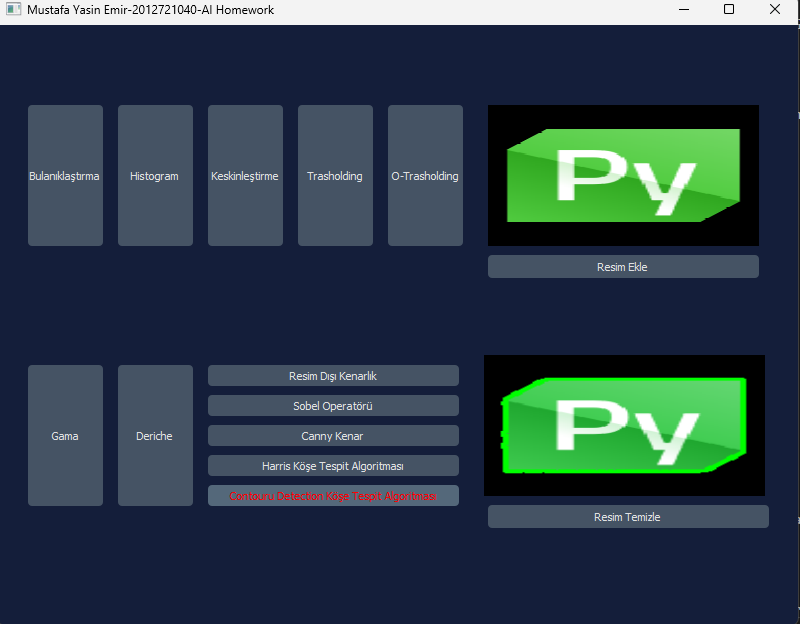 Mustafa Yasin Emir-2012721040-AI Homework
Bulanıklaştırma
Histogram
Keskinleştirme
Trasholding
O-Trasholding
Py
Resim Ekle
Gama
Deriche
Resim Dışı Kenarlık
Sobel Operatörü
Canny Kenar
Harris Köşe Tespit Algoritması
Contouru Detection Köşe Tespit Algoritması
Py
Resim Temizle